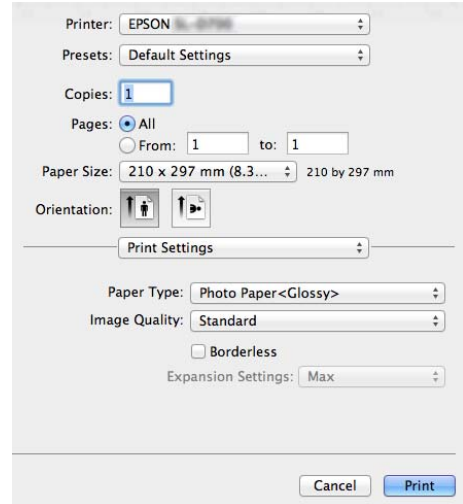 Printer: EPSON
Presets: Default Settings
Copies: 1
Pages: All
From: 1 to: 1
Paper Size: 210 x 297 mm (8.3... 210 by 297 mm
Orientation:
Print Settings
Paper Type: Photo Paper<Glossy>
Image Quality: Standard
Borderless
Expansion Settings: Max
Cancel Print